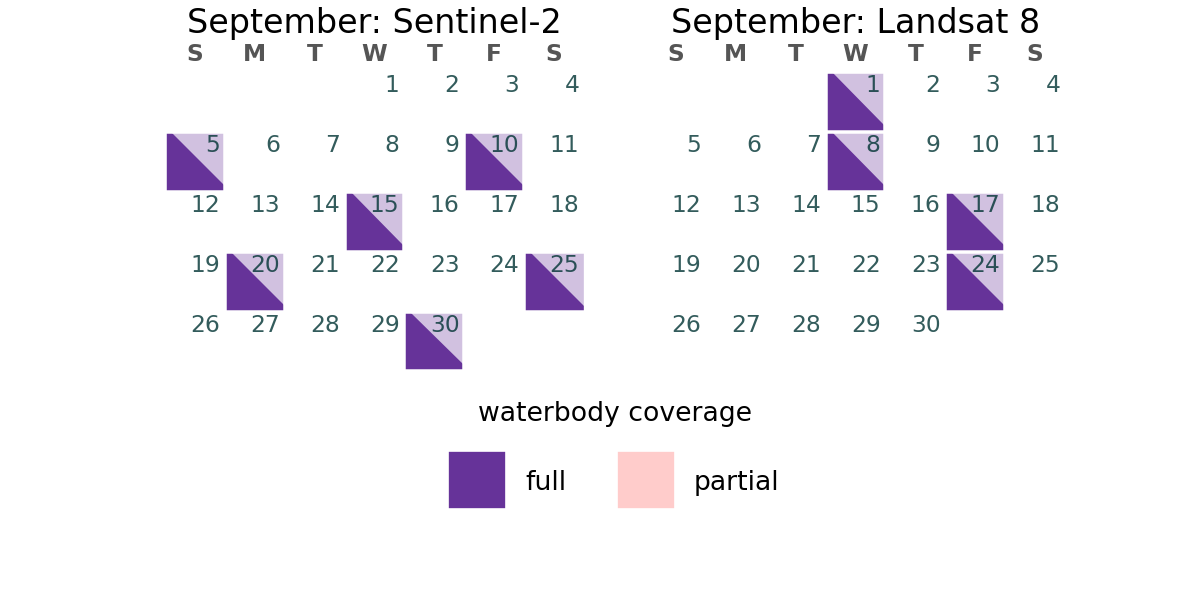 September: Sentinel-2
S M T W T F S
1 2 3 4
5 6 7 8 9 10 11
12 13 14 15 16 17 18
19 20 21 22 23 24 25
26 27 28 29 30
September: Landsat 8
S M T W T F S
1 2 3 4
5 6 7 8 9 10 11
12 13 14 15 16 17 18
19 20 21 22 23 24 25
26 27 28 29 30
waterbody coverage
full partial